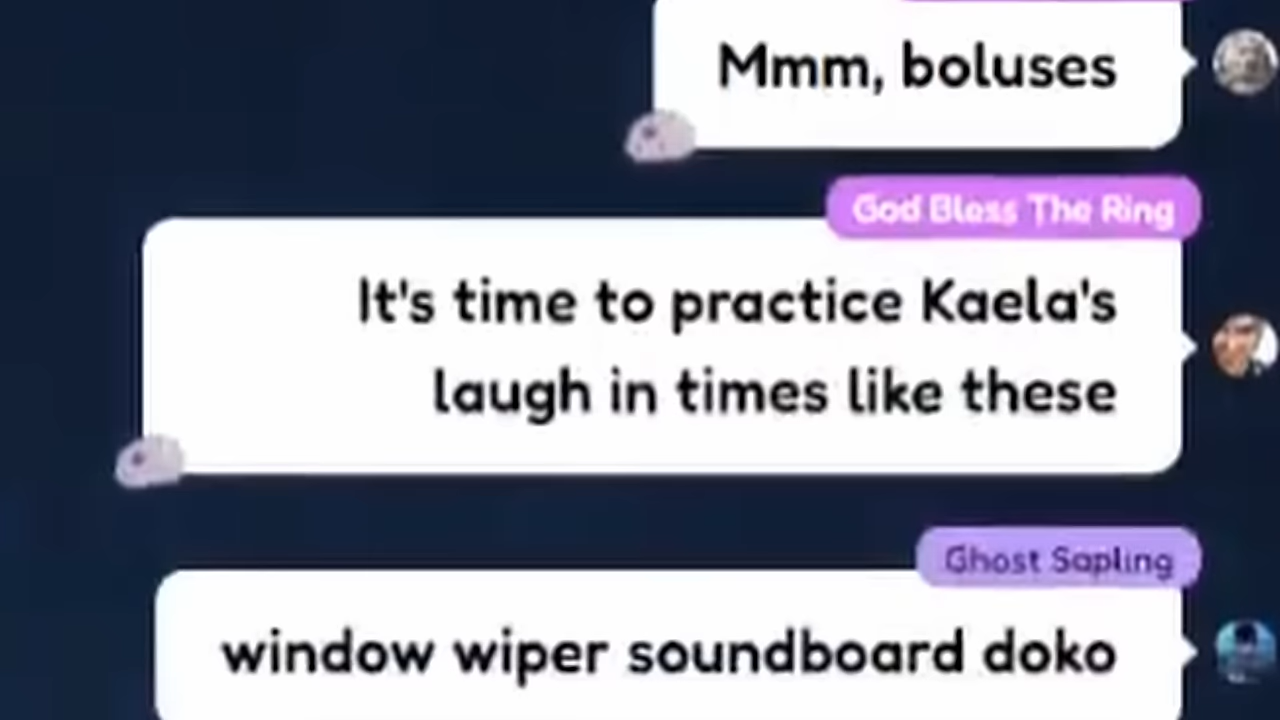 Mmm, boluses
God Bless The Ring
It's time to practice Kaela's
laugh in times like these
Ghost Sapling
window wiper soundboard doko